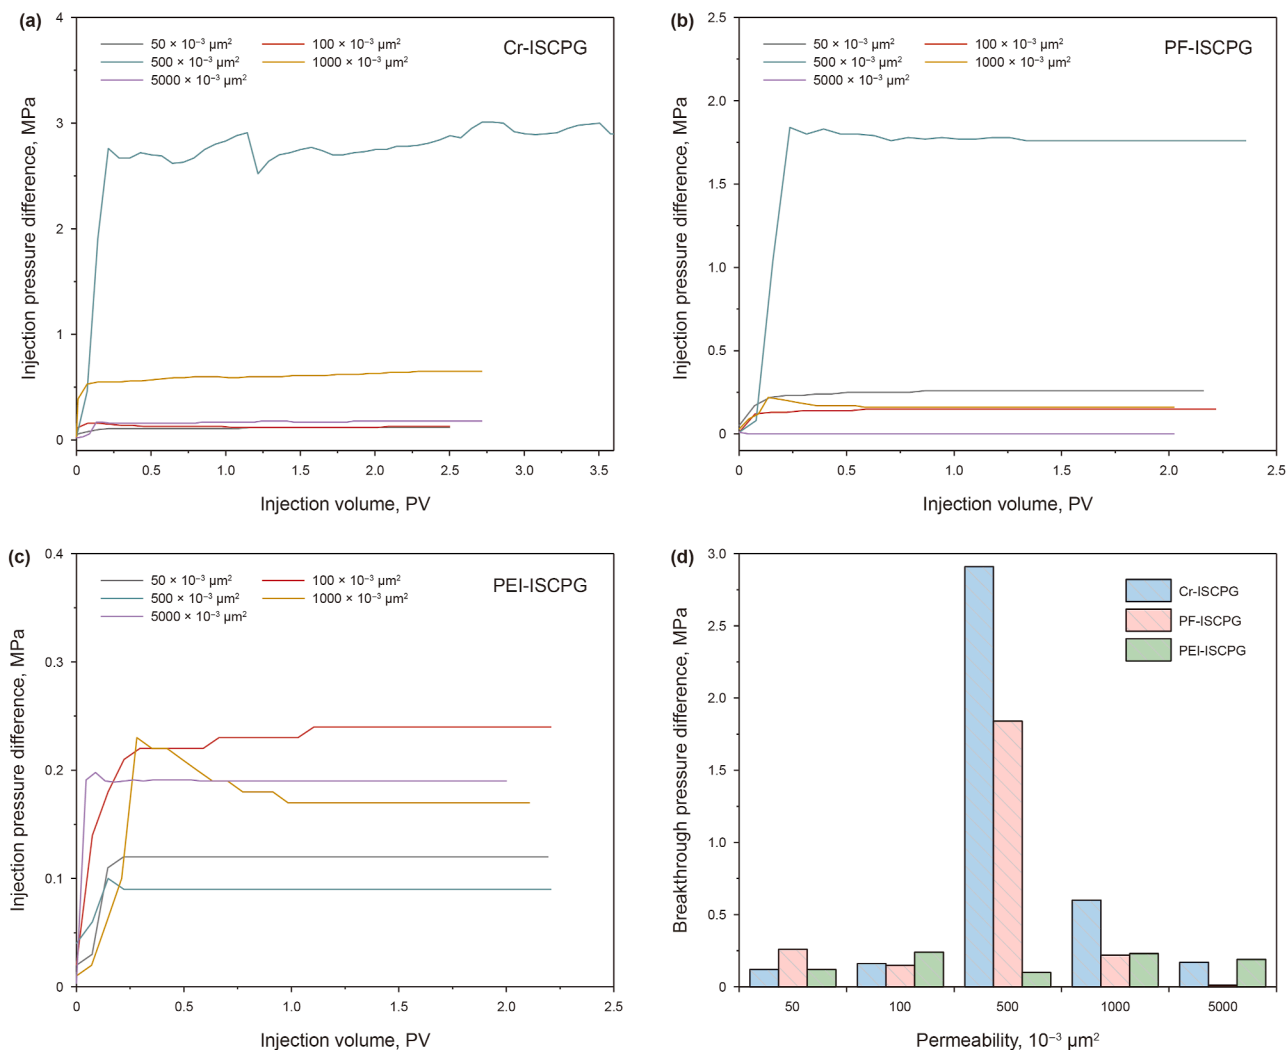 (a)
4
3
2
1
0
Injection pressure difference, MPa
50 × 10⁻³ μm²
100 × 10⁻³ μm²
500 × 10⁻³ μm²
1000 × 10⁻³ μm²
5000 × 10⁻³ μm²
Cr-ISCPG
0 0.5 1.0 1.5 2.0 2.5 3.0 3.5
Injection volume, PV
(b)
2.5
2.0
1.5
1.0
0.5
0
Injection pressure difference, MPa
50 × 10⁻³ μm²
100 × 10⁻³ μm²
500 × 10⁻³ μm²
1000 × 10⁻³ μm²
5000 × 10⁻³ μm²
PF-ISCPG
0 0.5 1.0 1.5 2.0 2.5
Injection volume, PV
(c)
0.4
0.3
0.2
0.1
0
Injection pressure difference, MPa
50 × 10⁻³ μm²
100 × 10⁻³ μm²
500 × 10⁻³ μm²
1000 × 10⁻³ μm²
5000 × 10⁻³ μm²
PEI-ISCPG
0 0.5 1.0 1.5 2.0 2.5
Injection volume, PV
(d)
3.0
2.5
2.0
1.5
1.0
0.5
0
Breakthrough pressure difference, MPa
Cr-ISCPG
PF-ISCPG
PEI-ISCPG
50 100 500 1000 5000
Permeability, 10⁻³ μm²